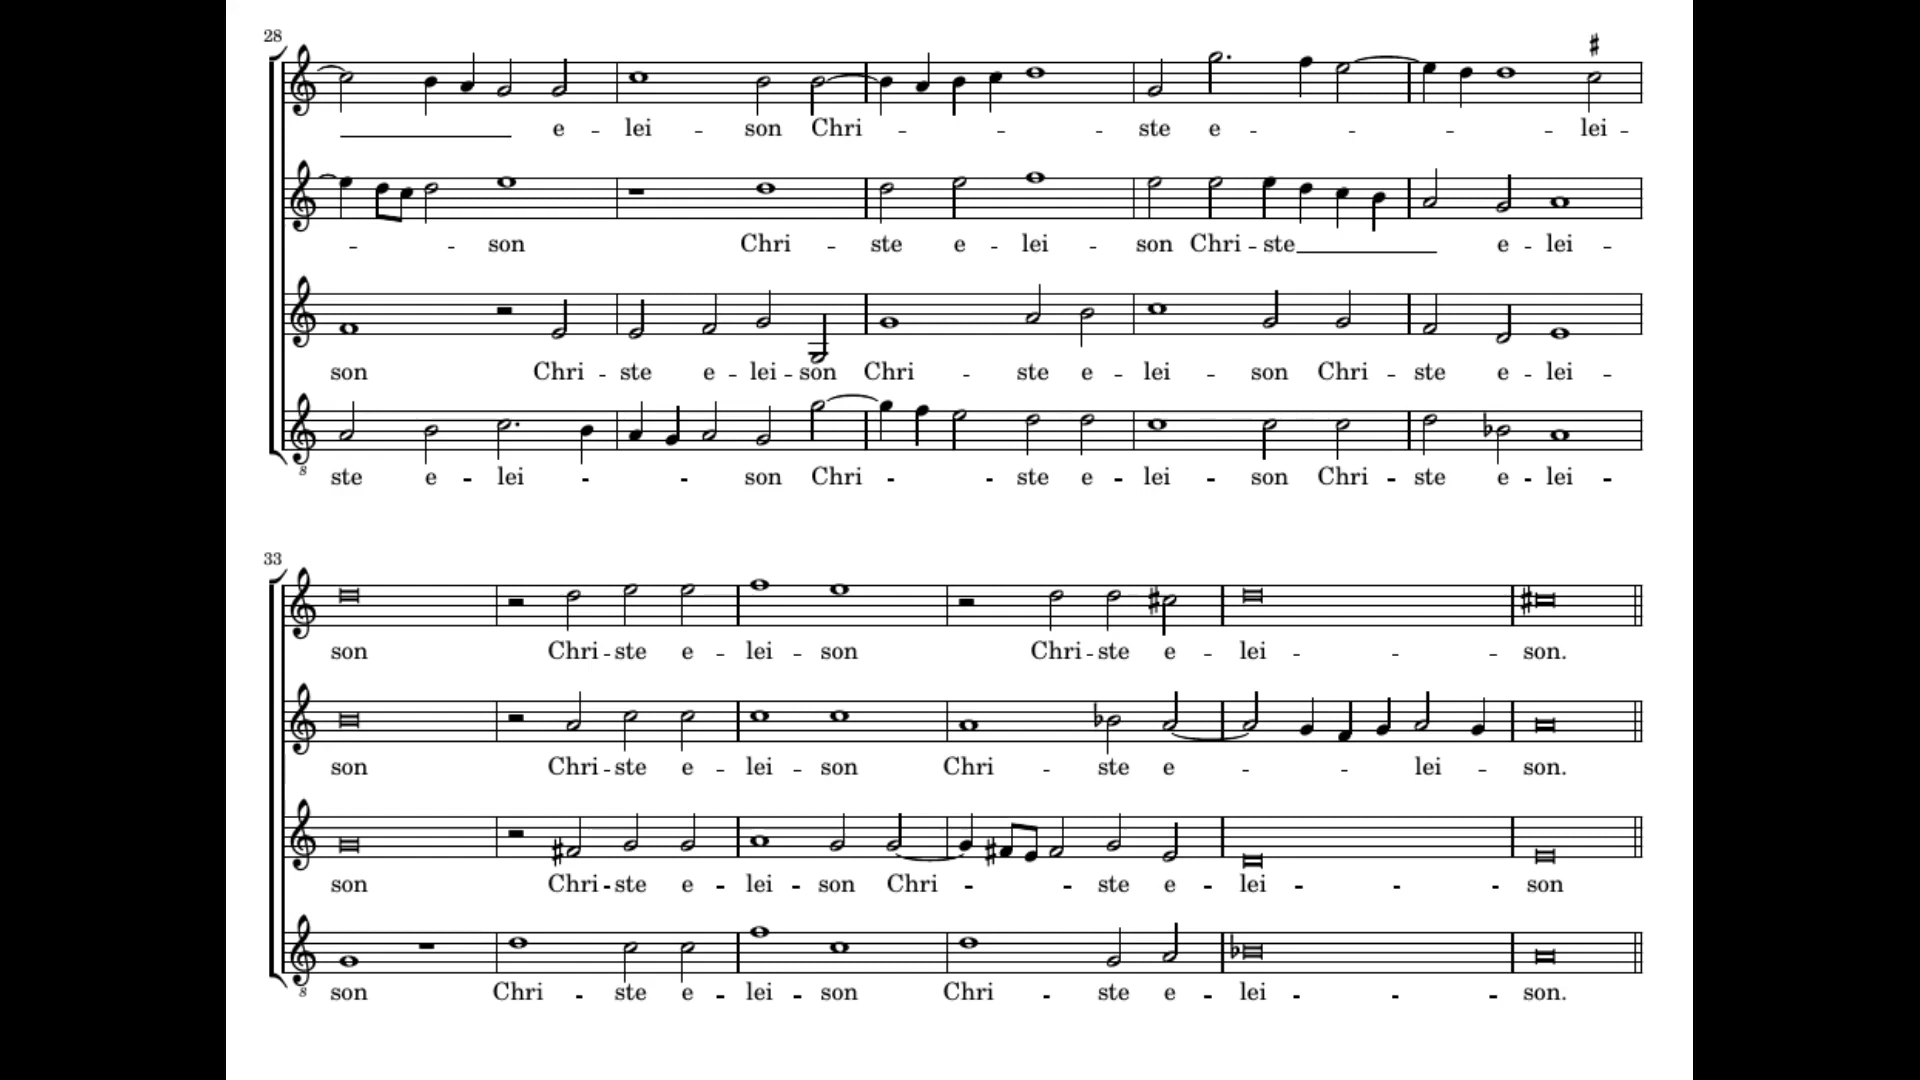 28
e - lei - son Chri - - - ste e - - - - lei -
- - son Chri - ste e - lei - son Chri - ste e - lei -
son Chri - ste e - lei - son Chri - ste e - lei - son Chri - ste e - lei -
8
ste e - lei - - son Chri - - ste e - lei - son Chri - ste e - lei -
33
son Chri - ste e - lei - son Chri - ste e - lei - - - son.
son Chri - ste e - lei - son Chri - ste e - - lei - son.
son Chri - ste e - lei - son Chri - - ste e - lei - - - son
8
son Chri - ste e - lei - son Chri - ste e - lei - - - son.